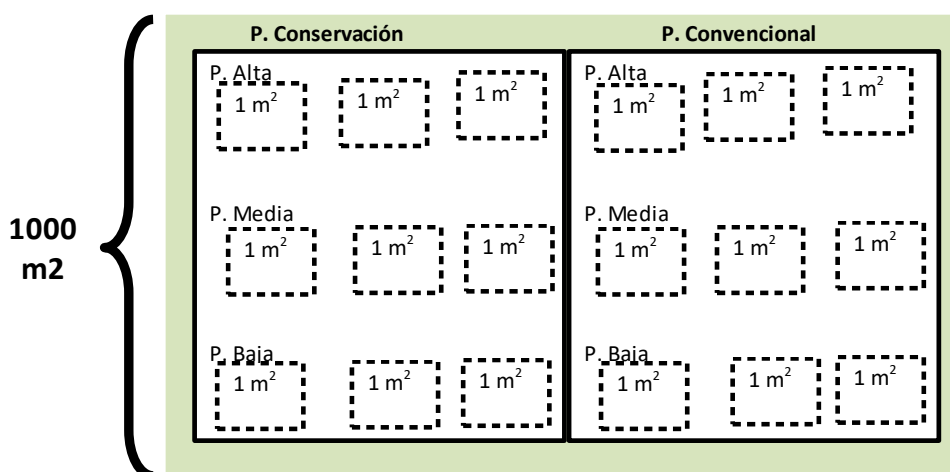 P. Conservación P. Convencional
P. Alta P. Alta
1 m² 1 m² 1 m² 1 m² 1 m² 1 m²
1000
m2
P. Media P. Media
1 m² 1 m² 1 m² 1 m² 1 m² 1 m²
P. Baja P. Baja
1 m² 1 m² 1 m² 1 m² 1 m² 1 m²